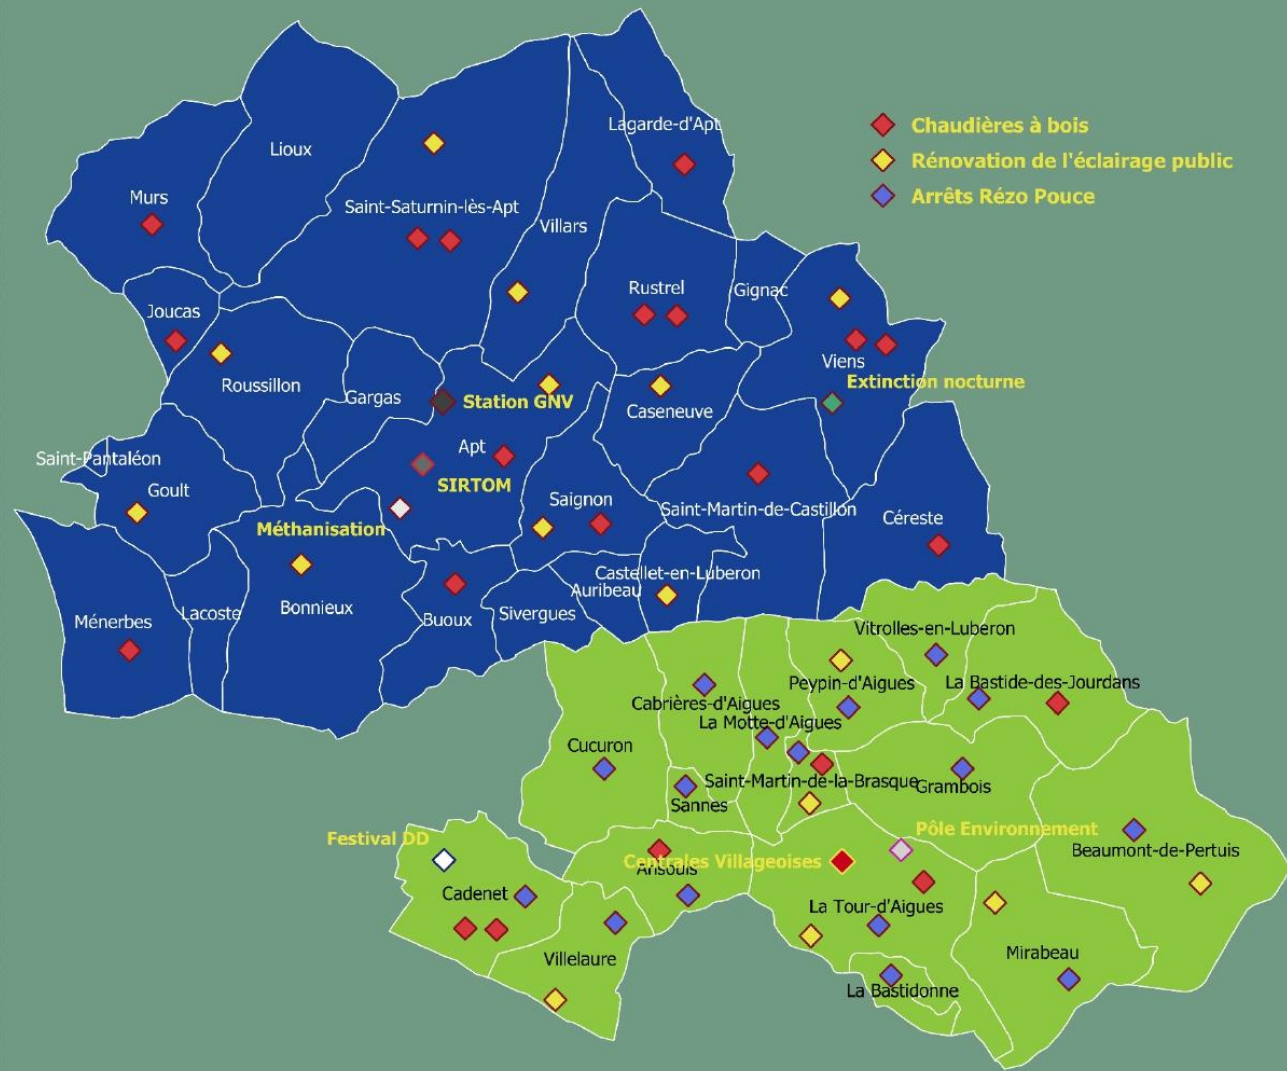 Lagarde-d'Apt
Chaudières à bois
Lioux
Rénovation de l'éclairage public
Murs
Arrêts Rézo Pouce
Saint-Saturnin-lès-Apt
Villars
Rustrel
Gignac
Joucas
Viens
Roussillon
Extinction nocturne
Gargas
Station GNV
Caseneuve
Apt
Saint-Pantaléon
SIRTOM
Goult
Saignon
Saint-Martin-de-Castillon
Céreste
Méthanisation
Castellet-en-Luberon
Auribeau
Bonnieux
Lacoste
Sivergues
Ménerbes
Buoux
Vitrolles-en-Luberon
Peypin-d'Aigues
La Bastide-des-Jourdans
Cabrières-d'Aigues
La Motte-d'Aigues
Cucuron
Saint-Martin-de-la-Brasque
Grambois
Sannes
Pôle Environnement
Festival DD
Beaumont-de-Pertuis
Centrales Villageoises
Ansouis
Cadenet
La Tour-d'Aigues
Mirabeau
Villelaure
La Bastidonne